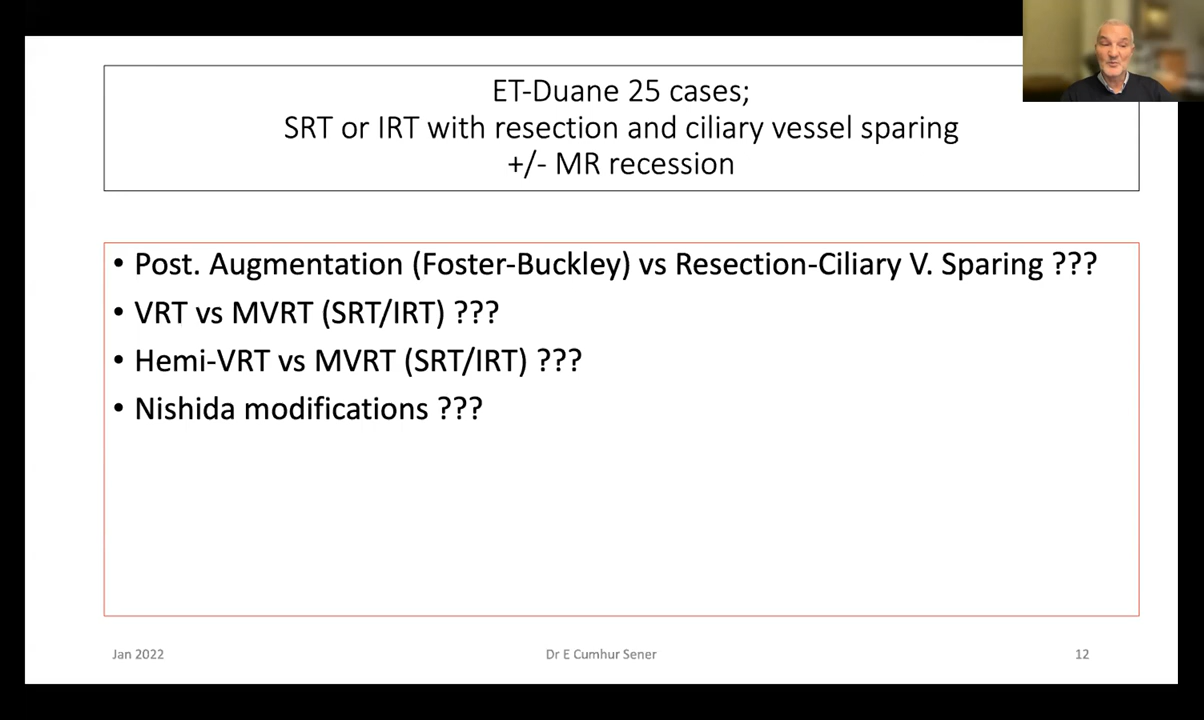 ET-Duane 25 cases;
SRT or IRT with resection and ciliary vessel sparing
+/- MR recession
• Post. Augmentation (Foster-Buckley) vs Resection-Ciliary V. Sparing ???
• VRT vs MVRT (SRT/IRT) ???
• Hemi-VRT vs MVRT (SRT/IRT) ???
• Nishida modifications ???
Jan 2022
Dr E Cumhur Sener
12